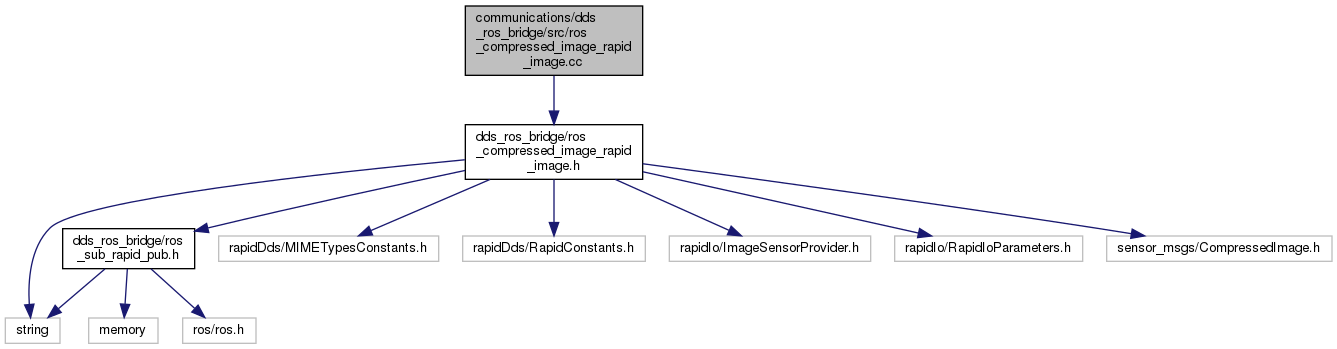 communications/dds
_ros_bridge/src/ros
_compressed_image_rapid
_image.cc
dds_ros_bridge/ros
_compressed_image_rapid
_image.h
dds_ros_bridge/ros
_sub_rapid_pub.h
rapidDds/MIMETypesConstants.h
rapidDds/RapidConstants.h
rapidIo/ImageSensorProvider.h
rapidIo/RapidIoParameters.h
sensor_msgs/CompressedImage.h
string
memory
ros/ros.h